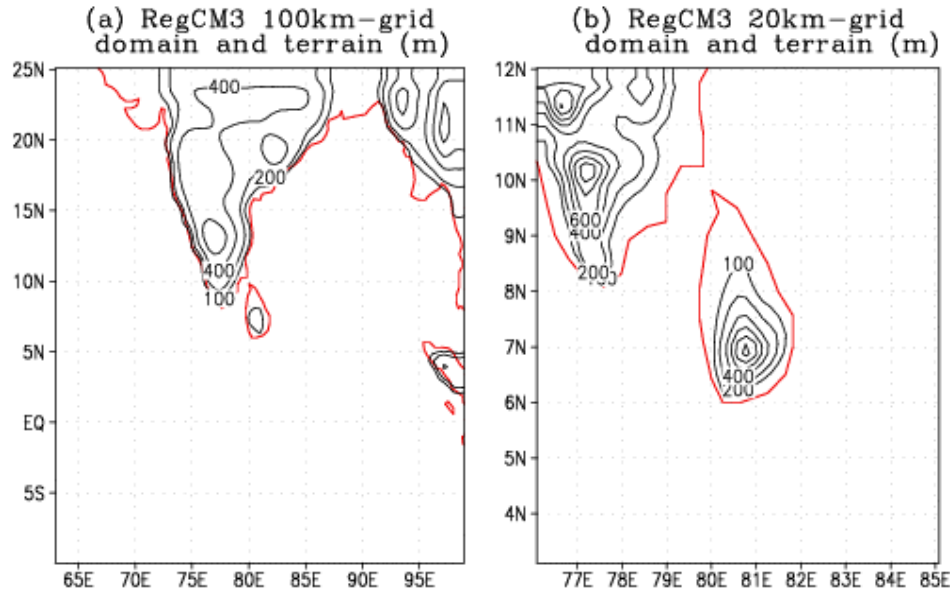 (a) RegCM3 100km-grid
domain and terrain (m)
(b) RegCM3 20km-grid
domain and terrain (m)
25N
20N
15N
10N
5N
EQ
5S
65E 70E 75E 80E 85E 90E 95E
400
200
400
100
12N
11N
10N
9N
8N
7N
6N
5N
4N
77E 78E 79E 80E 81E 82E 83E 84E 85E
600
400
200
100
400
200